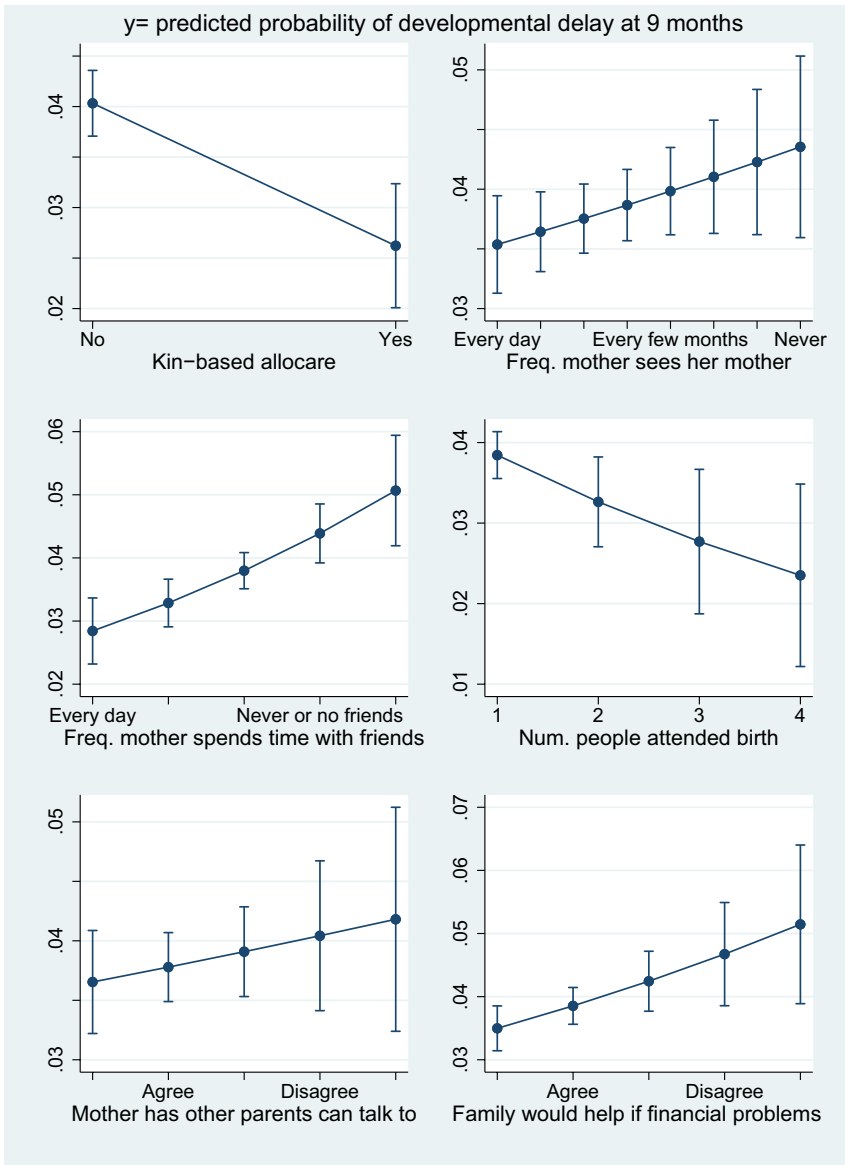 y= predicted probability of developmental delay at 9 months
.04
.03
.02
No Yes
Kin−based allocare
.05
.04
.03
Every day Every few months Never
Freq. mother sees her mother
.06
.05
.04
.03
.02
Every day Never or no friends
Freq. mother spends time with friends
.04
.03
.02
.01
1 2 3 4
Num. people attended birth
.05
.04
.03
Agree Disagree
Mother has other parents can talk to
.07
.06
.05
.04
.03
Agree Disagree
Family would help if financial problems